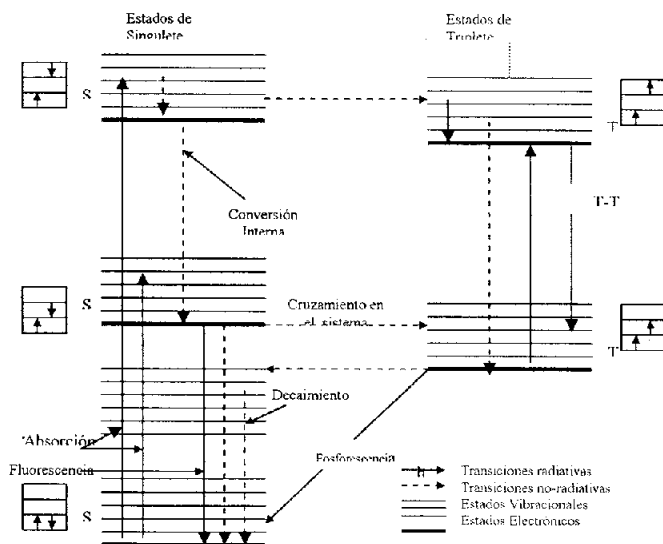 Estados de
Singulete
Estados de
Triplete
S
T
Conversión
Interna
T-T
S
Cruzamiento en
el sistema
T
Decaimiento
Absorción
Fluorescencia
Fosforescencia
S
Transiciones radiativas
Transiciones no-radiativas
Estados Vibracionales
Estados Electrónicos